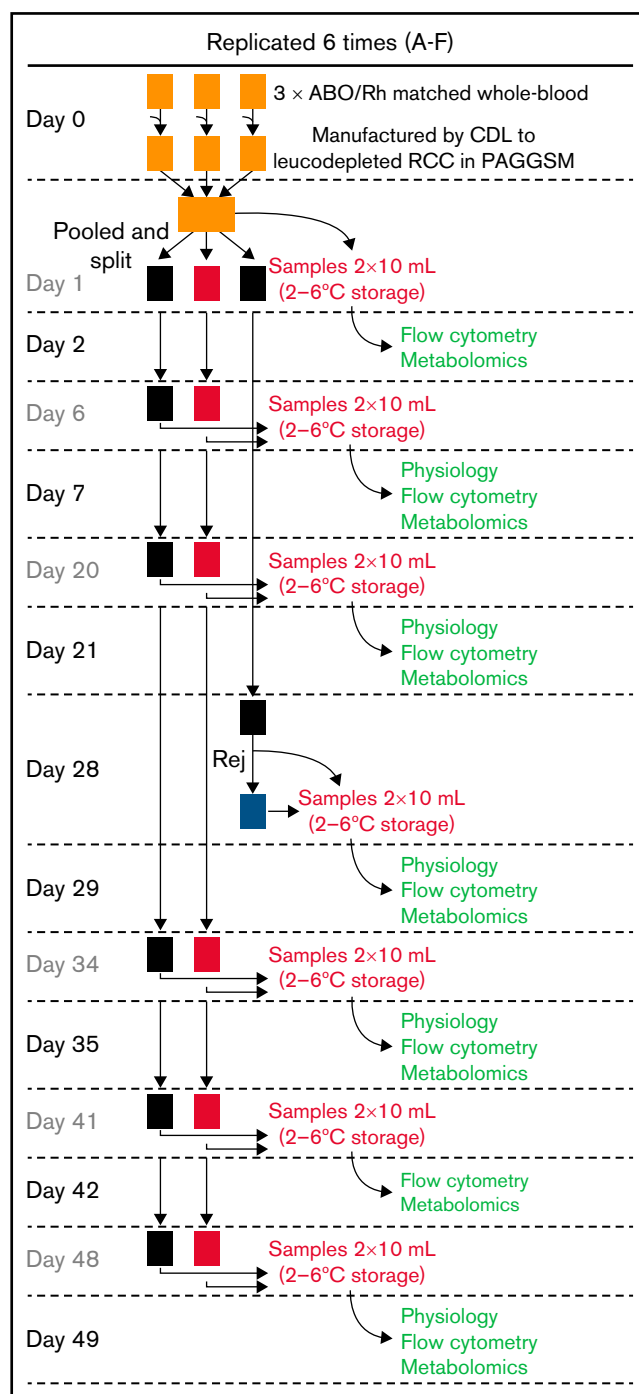 Replicated 6 times (A-F)
Day 0
3 × ABO/Rh matched whole-blood
Manufactured by CDL to
leucodepleted RCC in PAGGSM
Pooled and
split
Day 1
Samples 2×10 mL
(2–6°C storage)
Day 2
Flow cytometry
Metabolomics
Day 6
Samples 2×10 mL
(2–6°C storage)
Day 7
Physiology
Flow cytometry
Metabolomics
Day 20
Samples 2×10 mL
(2–6°C storage)
Day 21
Physiology
Flow cytometry
Metabolomics
Day 28
Rej
Samples 2×10 mL
(2–6°C storage)
Day 29
Physiology
Flow cytometry
Metabolomics
Day 34
Samples 2×10 mL
(2–6°C storage)
Day 35
Physiology
Flow cytometry
Metabolomics
Day 41
Samples 2×10 mL
(2–6°C storage)
Day 42
Flow cytometry
Metabolomics
Day 48
Samples 2×10 mL
(2–6°C storage)
Day 49
Physiology
Flow cytometry
Metabolomics